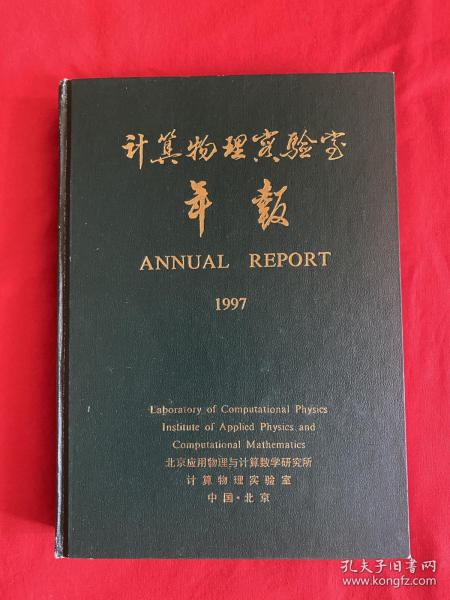 计算物理实验室
年报
ANNUAL REPORT
1997
Laboratory of Computational Physics
Institute of Applied Physics and
Computational Mathematics
北京应用物理与计算数学研究所
计算物理实验室
中国·北京
孔夫子旧书网
www.kongfz.com